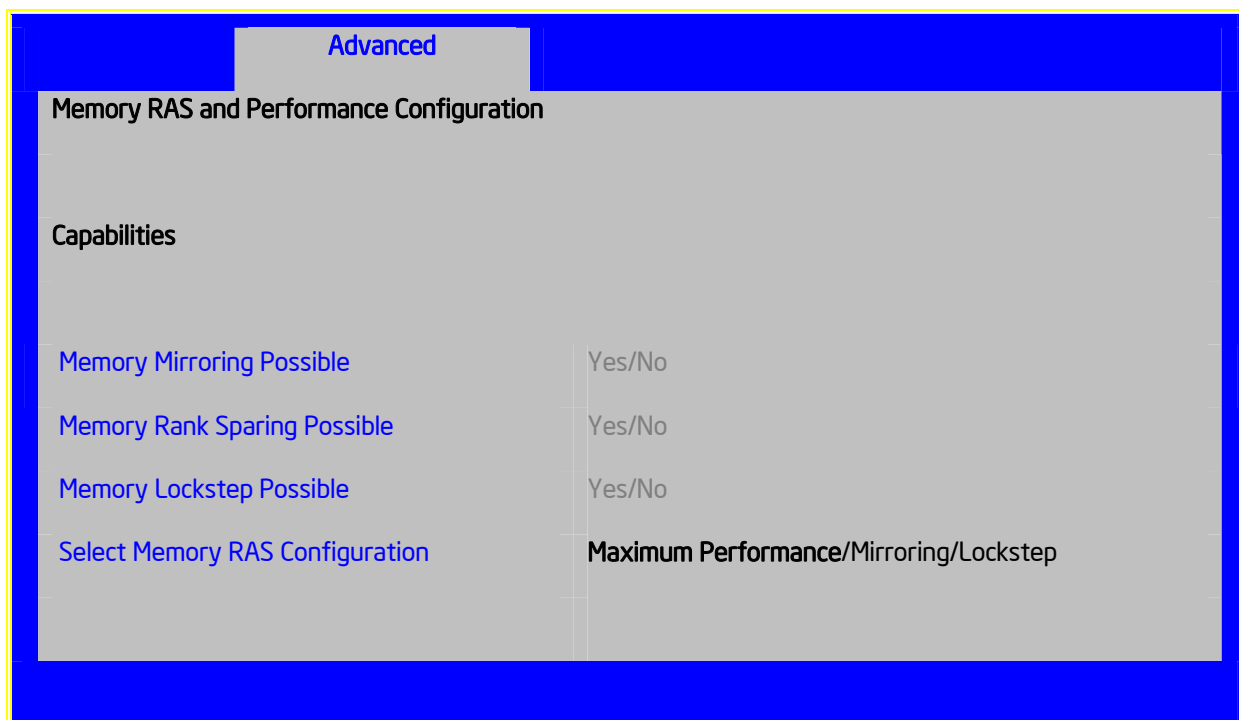 Advanced
Memory RAS and Performance Configuration
Capabilities
Memory Mirroring Possible Yes/No
Memory Rank Sparing Possible Yes/No
Memory Lockstep Possible Yes/No
Select Memory RAS Configuration Maximum Performance/Mirroring/Lockstep